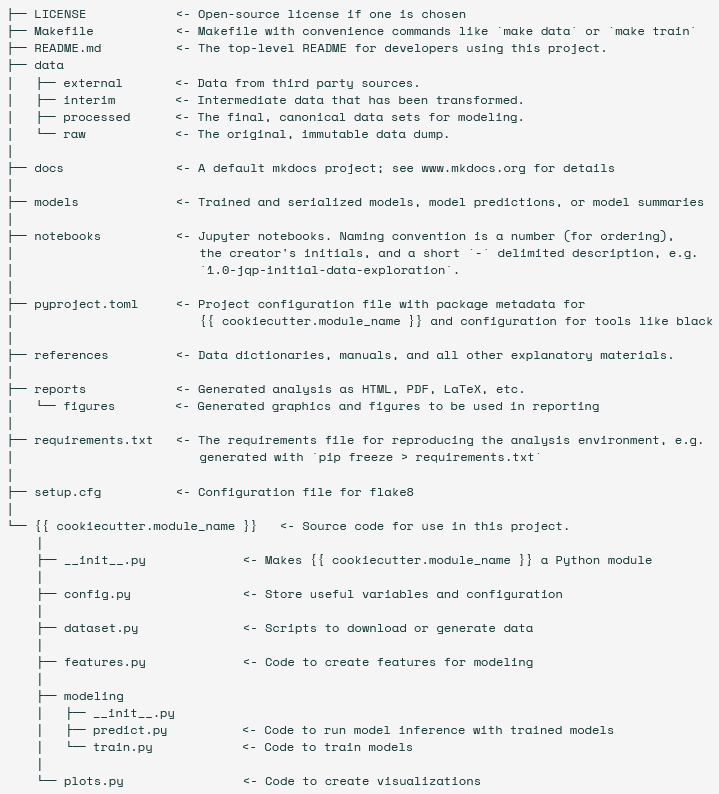 ├── LICENSE            <- Open-source license if one is chosen
├── Makefile           <- Makefile with convenience commands like `make data` or `make train`
├── README.md          <- The top-level README for developers using this project.
├── data
│   ├── external       <- Data from third party sources.
│   ├── interim        <- Intermediate data that has been transformed.
│   ├── processed      <- The final, canonical data sets for modeling.
│   └── raw            <- The original, immutable data dump.
│
├── docs               <- A default mkdocs project; see www.mkdocs.org for details
│
├── models             <- Trained and serialized models, model predictions, or model summaries
│
├── notebooks          <- Jupyter notebooks. Naming convention is a number (for ordering),
│                         the creator's initials, and a short `-` delimited description, e.g.
│                         `1.0-jqp-initial-data-exploration`.
│
├── pyproject.toml     <- Project configuration file with package metadata for
│                         {{ cookiecutter.module_name }} and configuration for tools like black
│
├── references         <- Data dictionaries, manuals, and all other explanatory materials.
│
├── reports            <- Generated analysis as HTML, PDF, LaTeX, etc.
│   └── figures        <- Generated graphics and figures to be used in reporting
│
├── requirements.txt   <- The requirements file for reproducing the analysis environment, e.g.
│                         generated with `pip freeze > requirements.txt`
│
├── setup.cfg          <- Configuration file for flake8
│
└── {{ cookiecutter.module_name }}   <- Source code for use in this project.
    │
    ├── __init__.py             <- Makes {{ cookiecutter.module_name }} a Python module
    │
    ├── config.py               <- Store useful variables and configuration
    │
    ├── dataset.py              <- Scripts to download or generate data
    │
    ├── features.py             <- Code to create features for modeling
    │
    ├── modeling
    │   ├── __init__.py
    │   ├── predict.py          <- Code to run model inference with trained models
    │   └── train.py            <- Code to train models
    │
    └── plots.py                <- Code to create visualizations